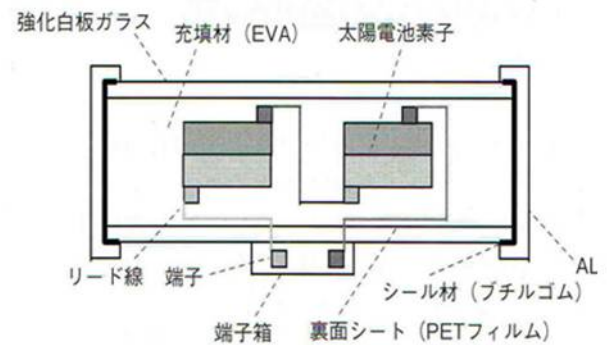 強化白板ガラス
充填材（EVA）
太陽電池素子
リード線
端子
AL
シール材（ブチルゴム）
端子箱
裏面シート（PETフィルム）